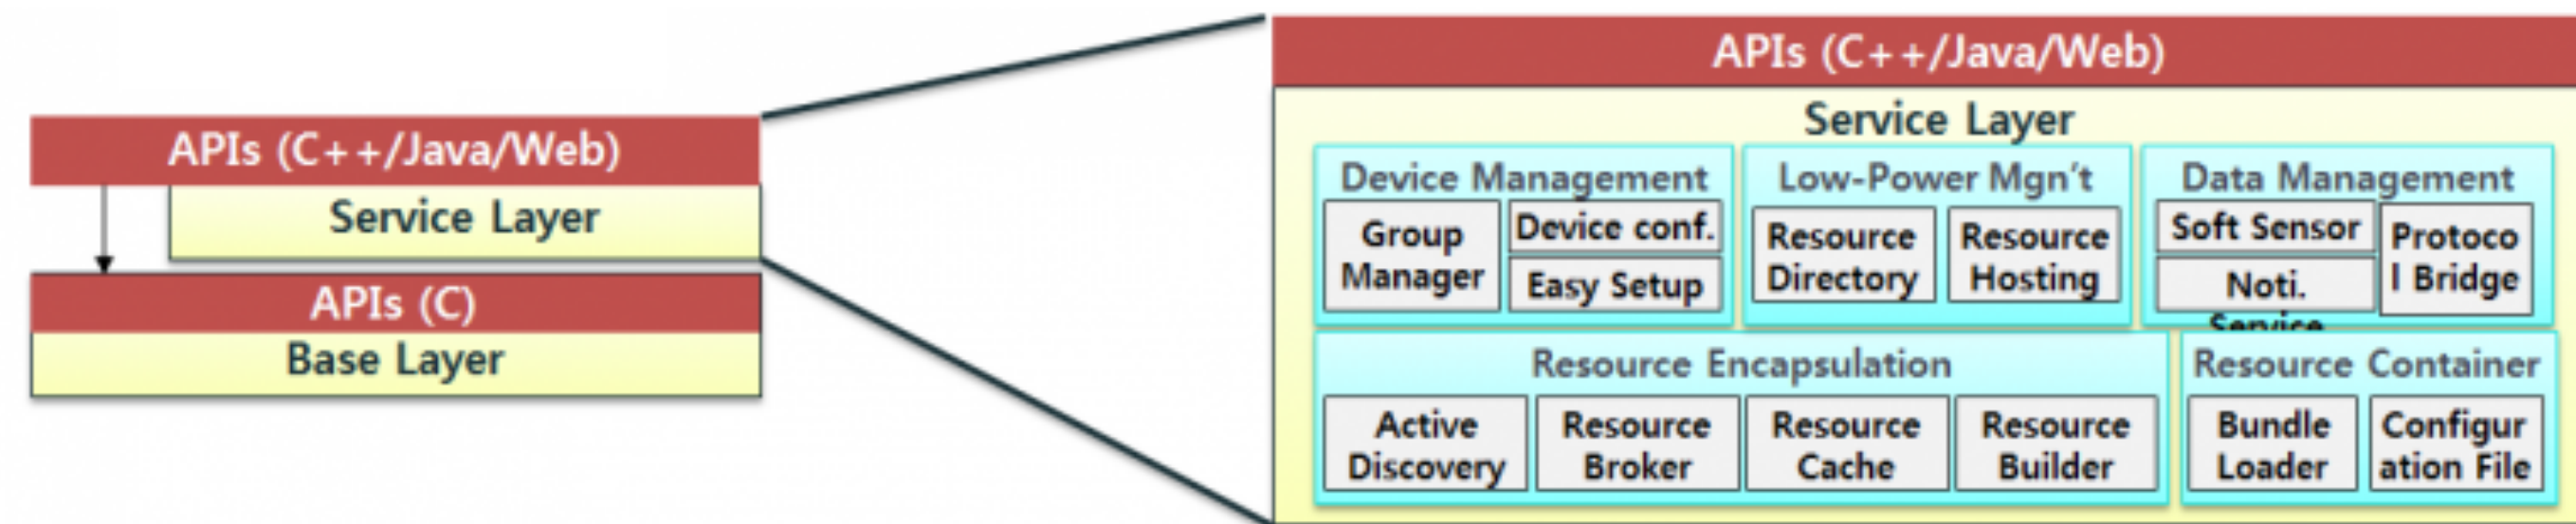 APIs (C++/Java/Web)
Service Layer
APIs (C)
Base Layer
APIs (C++/Java/Web)
Service Layer
Device Management
Group
Manager
Device conf.
Easy Setup
Low-Power Mgn't
Resource
Directory
Resource
Hosting
Data Management
Soft Sensor
Noti.
Service
Protoco
l Bridge
Resource Encapsulation
Active
Discovery
Resource
Broker
Resource
Cache
Resource
Builder
Resource Container
Bundle
Loader
Configur
ation File